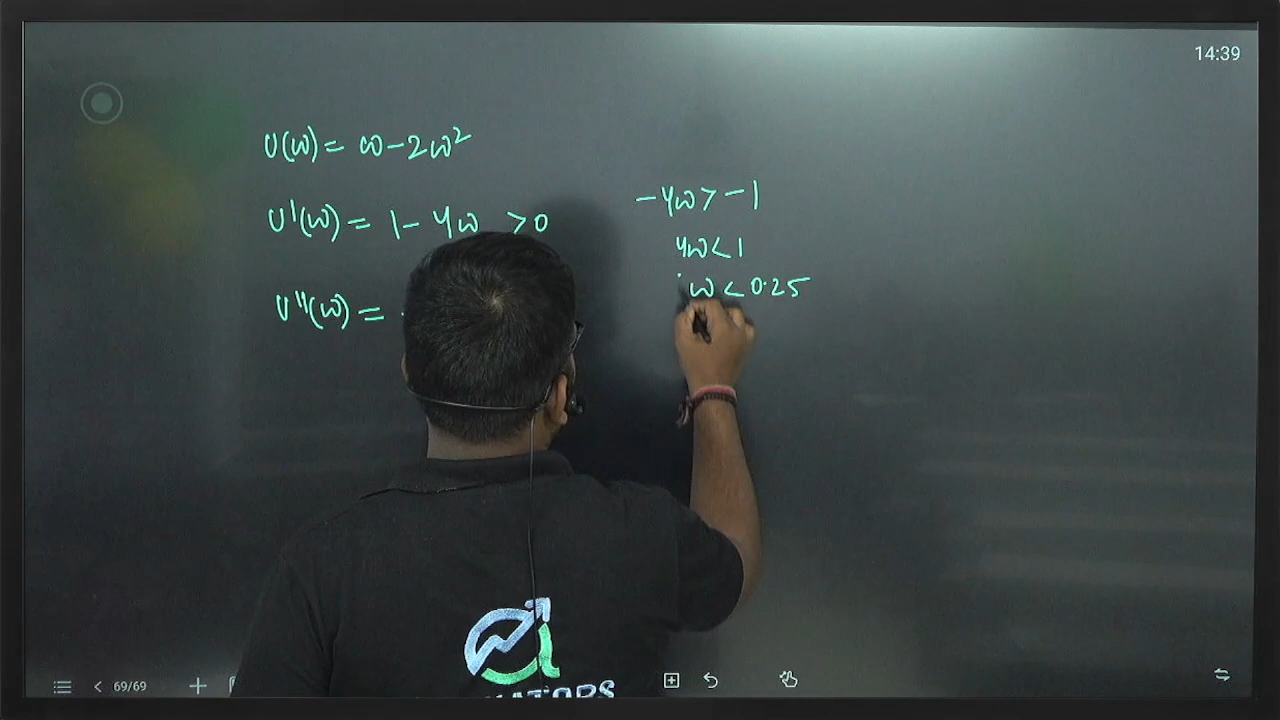 14:39
U(w) = w - 2w²
U'(w) = 1 - 4w > 0
U''(w) = -
-4w > -1
4w < 1
w < 0.25
69/69